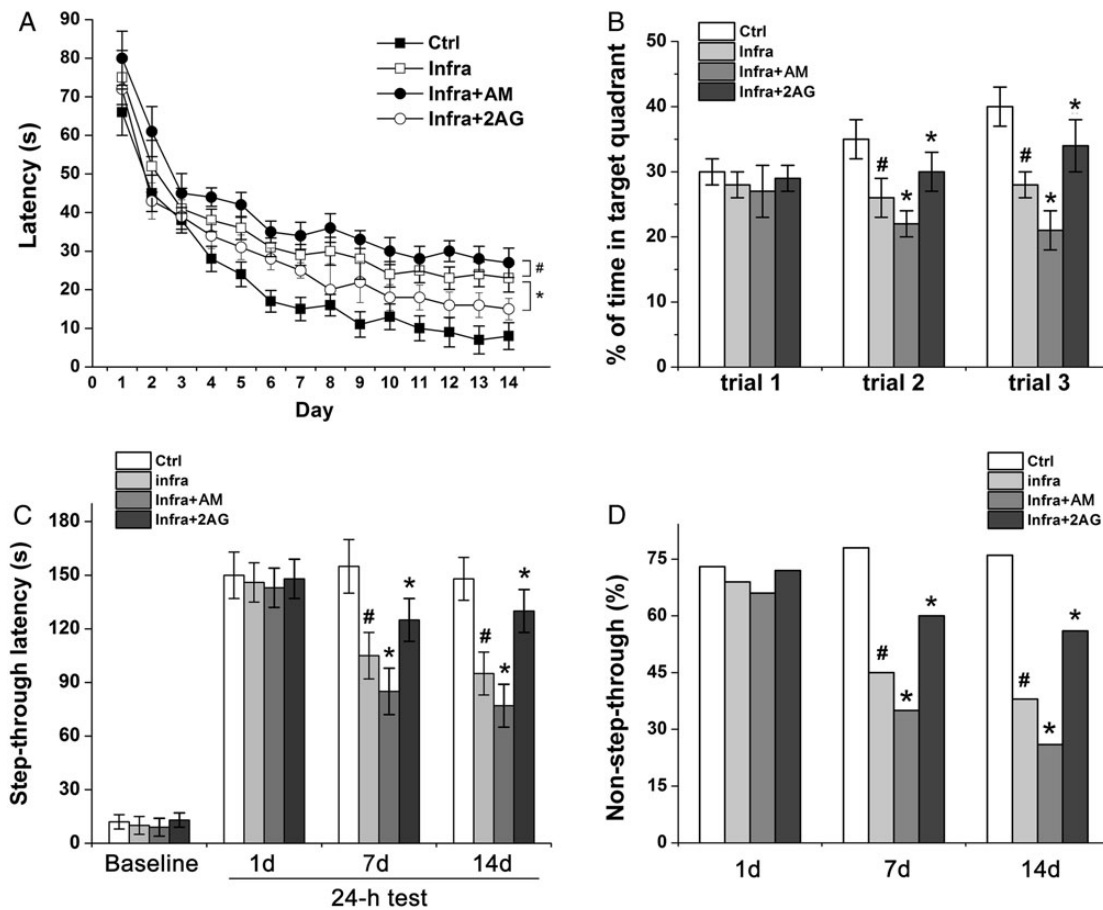 A
90
80
70
60
50
40
30
20
10
0
Latency (s)
Ctrl
Infra
Infra+AM
Infra+2AG
#
*
0 1 2 3 4 5 6 7 8 9 10 11 12 13 14
Day
B
Ctrl
Infra
Infra+AM
Infra+2AG
50
40
30
20
10
0
% of time in target quadrant
# * *
# * *
trial 1 trial 2 trial 3
C
Ctrl
infra
Infra+AM
Infra+2AG
180
150
120
90
60
30
0
Step-through latency (s)
# * *
# * *
Baseline 1d 7d 14d
24-h test
D
Ctrl
infra
Infra+AM
Infra+2AG
75
60
45
30
15
0
Non-step-through (%)
# * *
# * *
1d 7d 14d